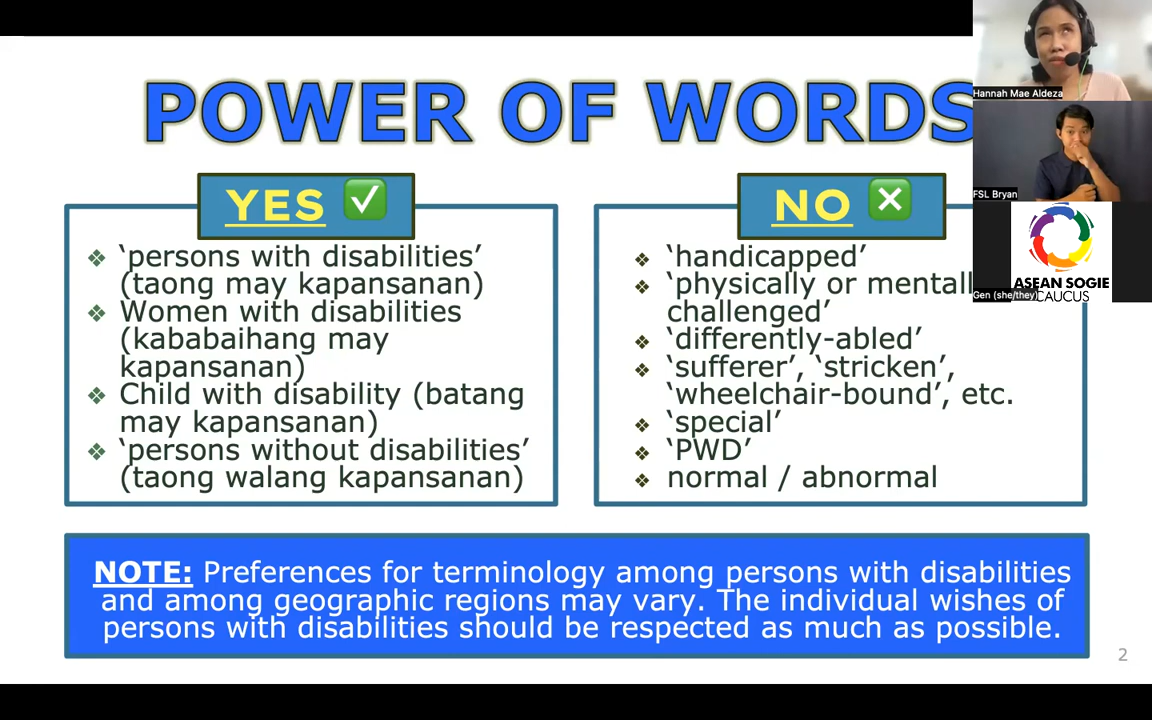 POWER OF WORDS
YES
‘persons with disabilities’
(taong may kapansanan)
Women with disabilities
(kababaihang may
kapansanan)
Child with disability (batang
may kapansanan)
‘persons without disabilities’
(taong walang kapansanan)
NO
‘handicapped’
‘physically or mentall
challenged’
‘differently-abled’
‘sufferer’, ‘stricken’,
‘wheelchair-bound’, etc.
‘special’
‘PWD’
normal / abnormal
NOTE: Preferences for terminology among persons with disabilities
and among geographic regions may vary. The individual wishes of
persons with disabilities should be respected as much as possible.
2
Hannah Mae Aldeza
FSL Bryan
ASEAN SOGIE
CAUCUS
Gen (she/they)